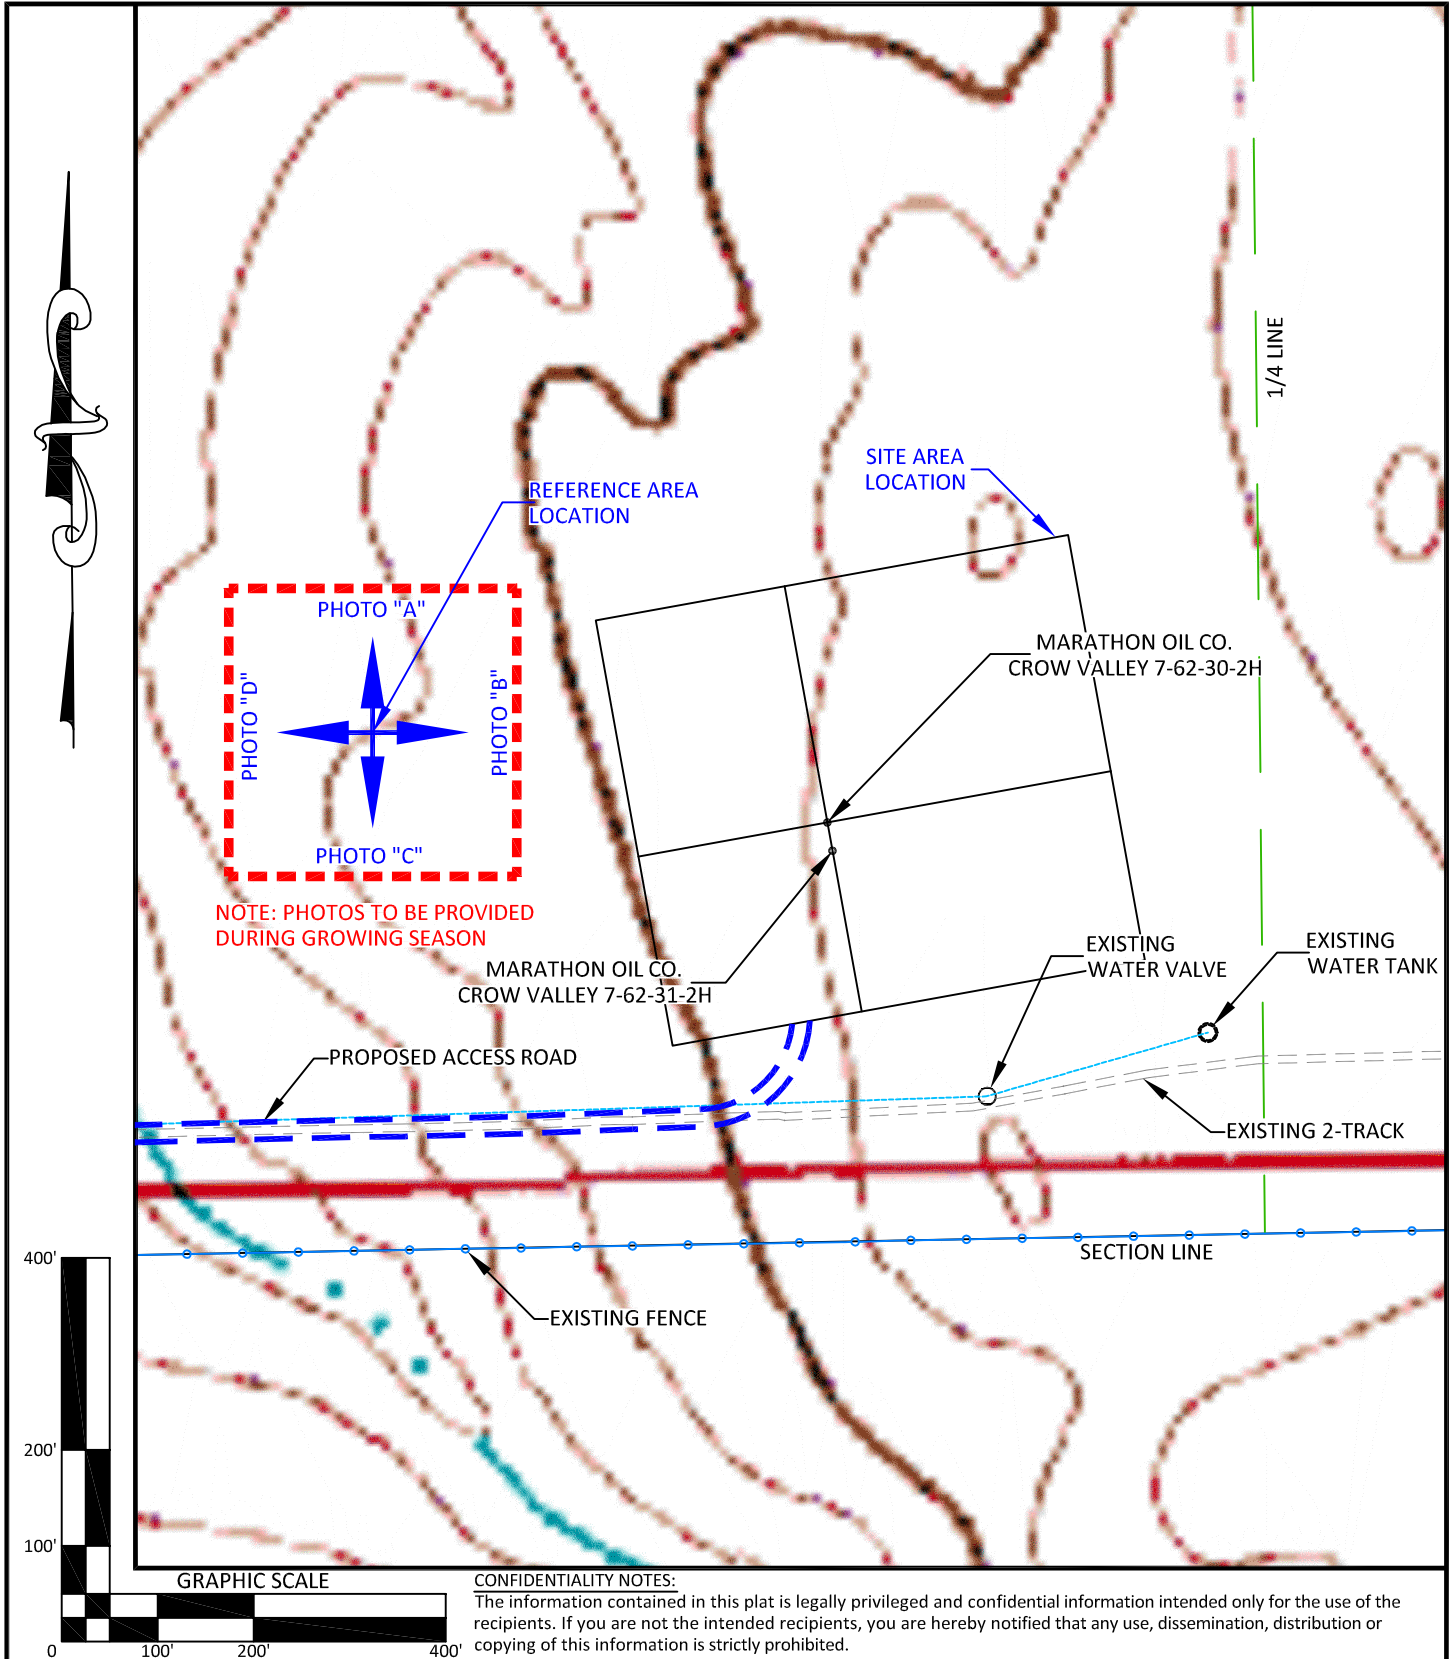 1/4 LINE
SITE AREA
LOCATION
REFERENCE AREA
LOCATION
PHOTO "A"
PHOTO "D"
PHOTO "B"
PHOTO "C"
MARATHON OIL CO.
CROW VALLEY 7-62-30-2H
NOTE: PHOTOS TO BE PROVIDED
DURING GROWING SEASON
MARATHON OIL CO.
CROW VALLEY 7-62-31-2H
EXISTING
WATER VALVE
EXISTING
WATER TANK
PROPOSED ACCESS ROAD
EXISTING 2-TRACK
SECTION LINE
EXISTING FENCE
400'
200'
100'
GRAPHIC SCALE
0
100'
200'
400'
CONFIDENTIALITY NOTES:
The information contained in this plat is legally privileged and confidential information intended only for the use of the
recipients. If you are not the intended recipients, you are hereby notified that any use, dissemination, distribution or
copying of this information is strictly prohibited.